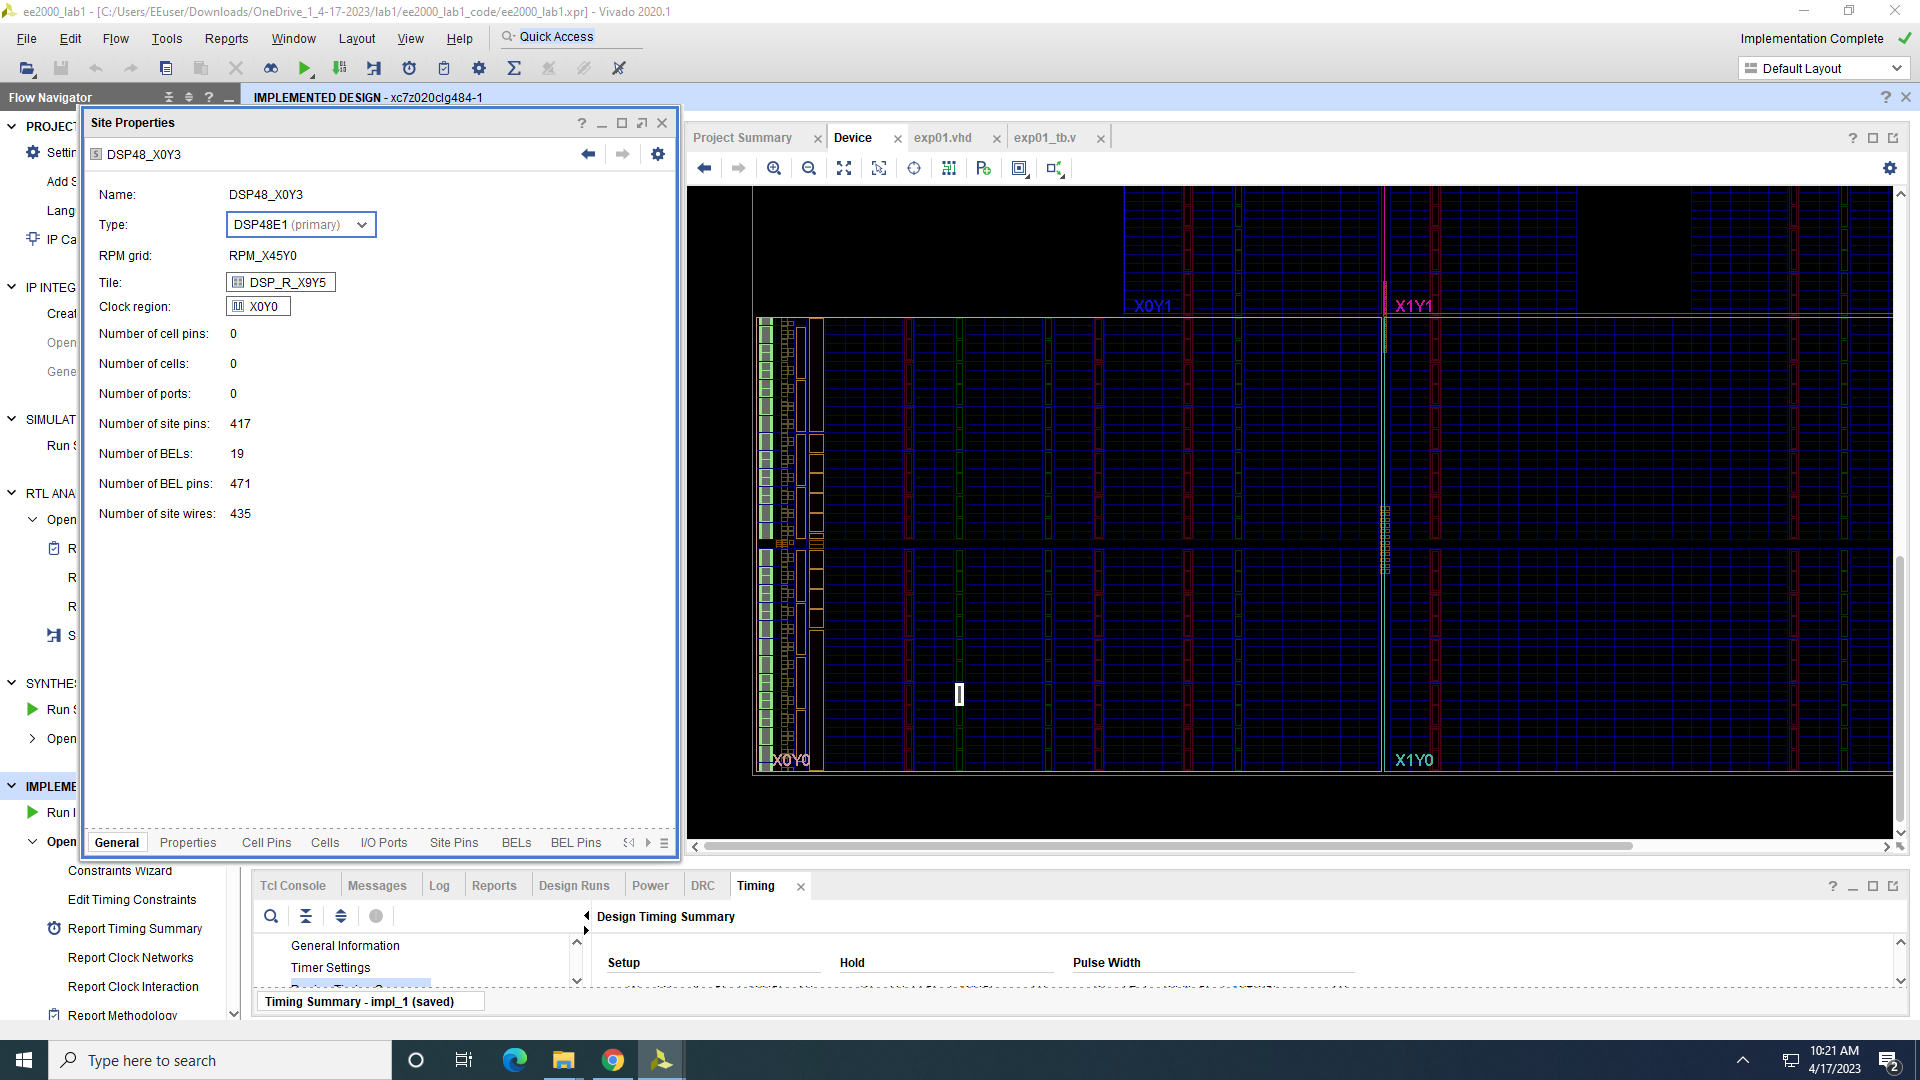 ee2000_lab1 - [C:/Users/EEuser/Downloads/OneDrive_1_4-17-2023/lab1/ee2000_lab1_code/ee2000_lab1.xpr] - Vivado 2020.1
File Edit Flow Tools Reports Window Layout View Help Quick Access
Implementation Complete
Default Layout
Flow Navigator
IMPLEMENTED DESIGN - xc7z020clg484-1
PROJECT
Settin
Add S
Lang
IP Ca
IP INTEG
Creat
Open
Gene
SIMULAT
Run S
RTL ANA
Open
R
R
R
S
SYNTHES
Run S
Open
IMPLEME
Run I
Open
Constraints Wizard
Edit Timing Constraints
Report Timing Summary
Report Clock Networks
Report Clock Interaction
Report Methodology
Site Properties
DSP48_X0Y3
Name: DSP48_X0Y3
Type: DSP48E1 (primary)
RPM grid: RPM_X45Y0
Tile: DSP_R_X9Y5
Clock region: X0Y0
Number of cell pins: 0
Number of cells: 0
Number of ports: 0
Number of site pins: 417
Number of BELs: 19
Number of BEL pins: 471
Number of site wires: 435
General Properties Cell Pins Cells I/O Ports Site Pins BELs BEL Pins
Project Summary Device exp01.vhd exp01_tb.v
X0Y1 X1Y1
X0Y0 X1Y0
Tcl Console Messages Log Reports Design Runs Power DRC Timing
General Information
Timer Settings
Design Timing Summary
Setup Hold Pulse Width
Timing Summary - impl_1 (saved)
Type here to search
10:21 AM
4/17/2023
2